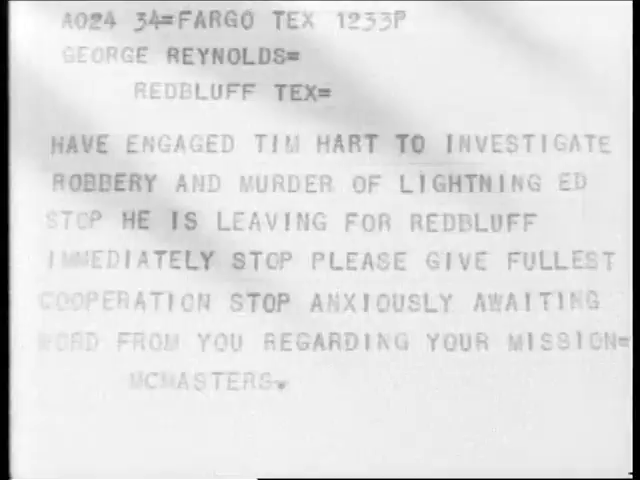 A024 34=FARGO TEX 1233P
GEORGE REYNOLDS=
REDBLUFF TEX=
HAVE ENGAGED TIM HART TO INVESTIGATE
ROBBERY AND MURDER OF LIGHTNING ED
STOP HE IS LEAVING FOR REDBLUFF
IMMEDIATELY STOP PLEASE GIVE FULLEST
COOPERATION STOP ANXIOUSLY AWAITING
WORD FROM YOU REGARDING YOUR MISSION=
MCMASTERS.